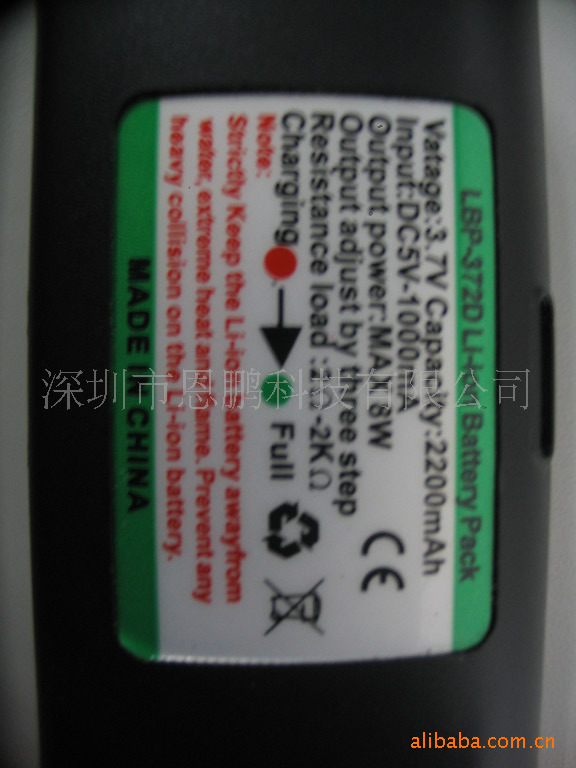 LBP-372D Li-ion Battery Pack
Vatage:3.7V Capacity:2200mAh
Input:DC5V-1000mA
Output power:MAX 8W
Output adjust by three step
Resistance load : -2KΩ
Charging Full
CE
Note:
Strictly Keep the Li-ion battery awayfrom
water, extreme heat and flame. Prevent any
heavy collision on the Li-ion battery.
MADE IN CHINA
深圳市恩鹏科技有限公司
alibaba.com.cn